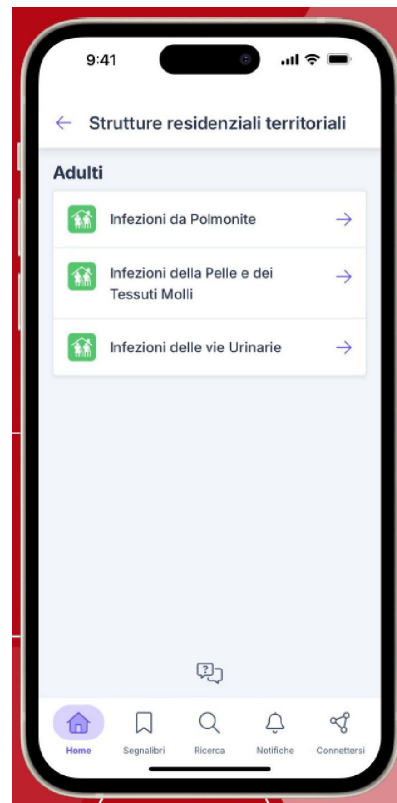 9:41
Strutture residenziali territoriali
Adulti
Infezioni da Polmonite
Infezioni della Pelle e dei
Tessuti Molli
Infezioni delle vie Urinarie
Home Segnalibri Ricerca Notifiche Connettersi